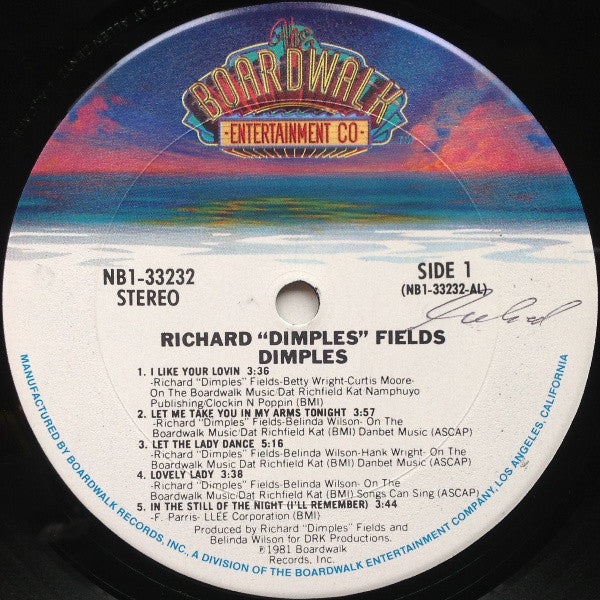 The
BOARDWALK
ENTERTAINMENT CO
NB1-33232
STEREO
SIDE 1
(NB1-33232-AL)
RICHARD "DIMPLES" FIELDS
DIMPLES
1. I LIKE YOUR LOVIN 3:36
-Richard "Dimples" Fields-Betty Wright-Curtis Moore-
On The Boardwalk Music/Dat Richfield Kat Namphuyo
Publishing/Clockin N Poppin (BMI)
2. LET ME TAKE YOU IN MY ARMS TONIGHT 3:57
-Richard "Dimples" Fields-Belinda Wilson- On The
Boardwalk Music/Dat Richfield Kat (BMI) Danbet Music (ASCAP)
3. LET THE LADY DANCE 5:16
-Richard "Dimples" Fields-Belinda Wilson-Hank Wright- On The
Boardwalk Music/Dat Richfield Kat (BMI) Danbet Music (ASCAP)
4. LOVELY LADY 3:38
-Richard "Dimples" Fields-Belinda Wilson- On The
Boardwalk Music/Dat Richfield Kat (BMI) Songs Can Sing (ASCAP)
5. IN THE STILL OF THE NIGHT (I'LL REMEMBER) 3:44
-F. Parris- LLEE Corporation (BMI)
Produced by Richard "Dimples" Fields and
Belinda Wilson for DRK Productions.
℗1981 Boardwalk
Records, Inc.
MANUFACTURED BY BOARDWALK RECORDS, INC., A DIVISION OF THE BOARDWALK ENTERTAINMENT COMPANY, LOS ANGELES, CALIFORNIA